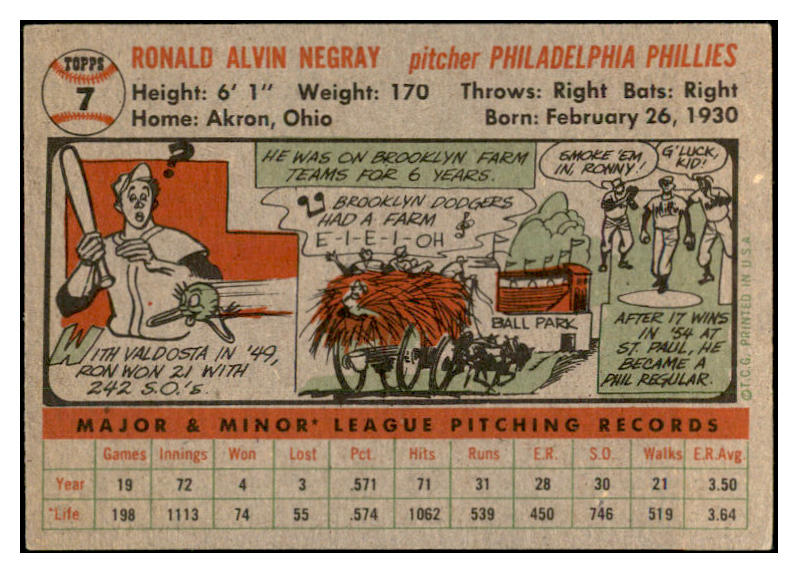 TOPPS
7
RONALD ALVIN NEGRAY pitcher PHILADELPHIA PHILLIES
Height: 6' 1" Weight: 170 Throws: Right Bats: Right
Home: Akron, Ohio Born: February 26, 1930
?
WITH VALDOSTA IN '49,
RON WON 21 WITH
242 S.O.'s.
HE WAS ON BROOKLYN FARM
TEAMS FOR 6 YEARS.
BROOKLYN DODGERS
HAD A FARM
E-I-E-I-OH
BALL PARK
SMOKE 'EM
IN, RONNY!
G'LUCK,
KID!
AFTER 17 WINS
IN '54 AT
ST. PAUL, HE
BECAME A
PHIL REGULAR.
©T.C.G. PRINTED IN U.S.A.
MAJOR & MINOR* LEAGUE PITCHING RECORDS
Games Innings Won Lost Pct. Hits Runs E.R. S.O. Walks E.R.Avg.
Year 19 72 4 3 .571 71 31 28 30 21 3.50
*Life 198 1113 74 55 .574 1062 539 450 746 519 3.64